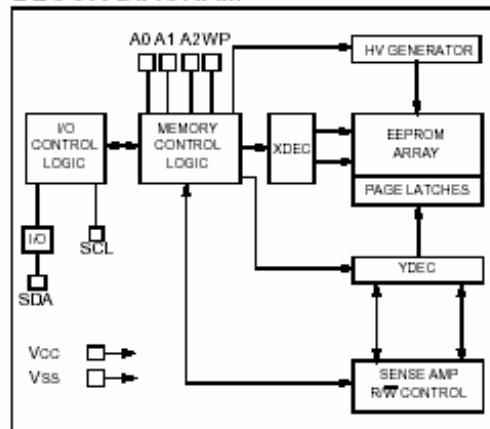 A0 A1 A2 WP
HV GENERATOR
I/O
CONTROL
LOGIC
MEMORY
CONTROL
LOGIC
XDEC
EEPROM
ARRAY
PAGE LATCHES
I/O
SCL
SDA
YDEC
Vcc
Vss
SENSE AMP
R/W̅ CONTROL